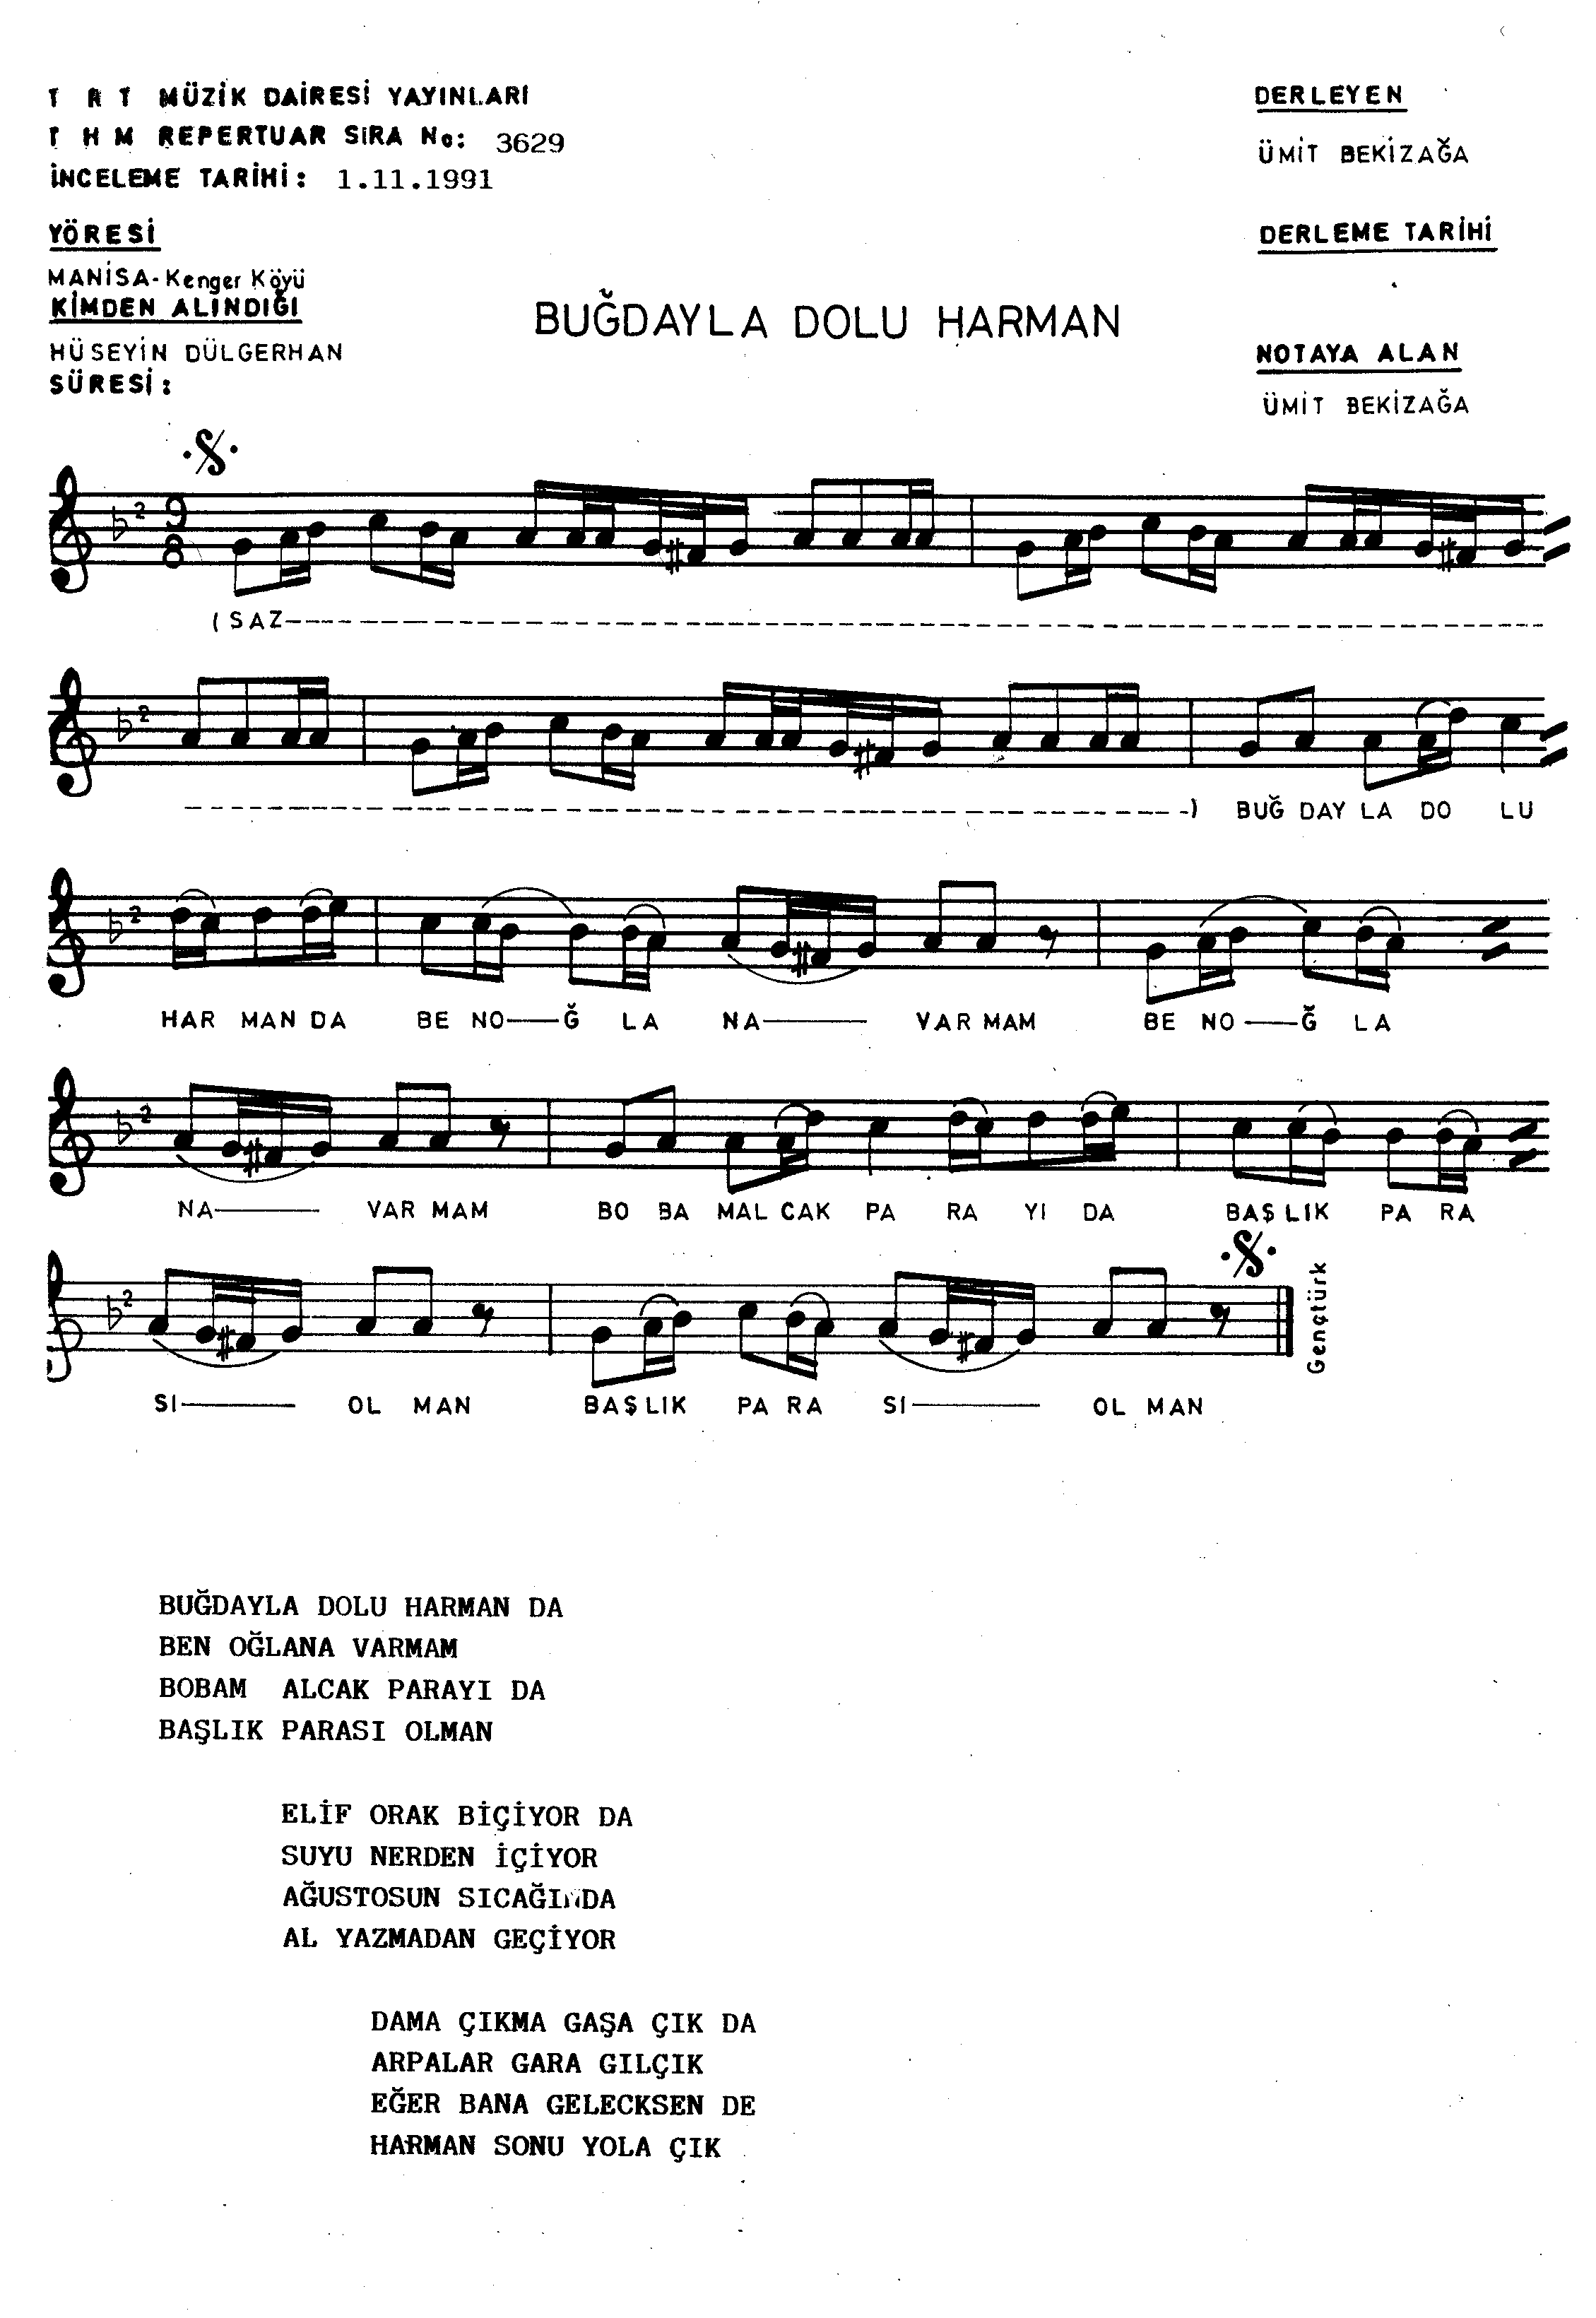 T R T MÜZİK DAİRESİ YAYINLARI
T H M REPERTUAR SIRA No: 3629
İNCELEME TARİHİ: 1.11.1991
YÖRESİ
MANİSA-Kenger Köyü
KİMDEN ALINDIĞI
HÜSEYİN DÜLGERHAN
SÜRESİ:
DERLEYEN
ÜMİT BEKİZAĞA
DERLEME TARİHİ
BUĞDAYLA DOLU HARMAN
NOTAYA ALAN
ÜMİT BEKİZAĞA
2 9 8
(SAZ
2
) BUĞ DAY LA DO LU
2
HAR MAN DA BE NO Ğ LA NA VAR MAM BE NO Ğ LA
2
NA VAR MAM BO BA MAL CAK PA RA YI DA BAŞ LIK PA RA
2
SI OL MAN BAŞ LIK PA RA SI OL MAN
Gençtürk
BUĞDAYLA DOLU HARMAN DA
BEN OĞLANA VARMAM
BOBAM ALCAK PARAYI DA
BAŞLIK PARASI OLMAN
ELİF ORAK BİÇİYOR DA
SUYU NERDEN İÇİYOR
AĞUSTOSUN SICAĞINDA
AL YAZMADAN GEÇİYOR
DAMA ÇIKMA GAŞA ÇIK DA
ARPALAR GARA GILÇIK
EĞER BANA GELECKSEN DE
HARMAN SONU YOLA ÇIK